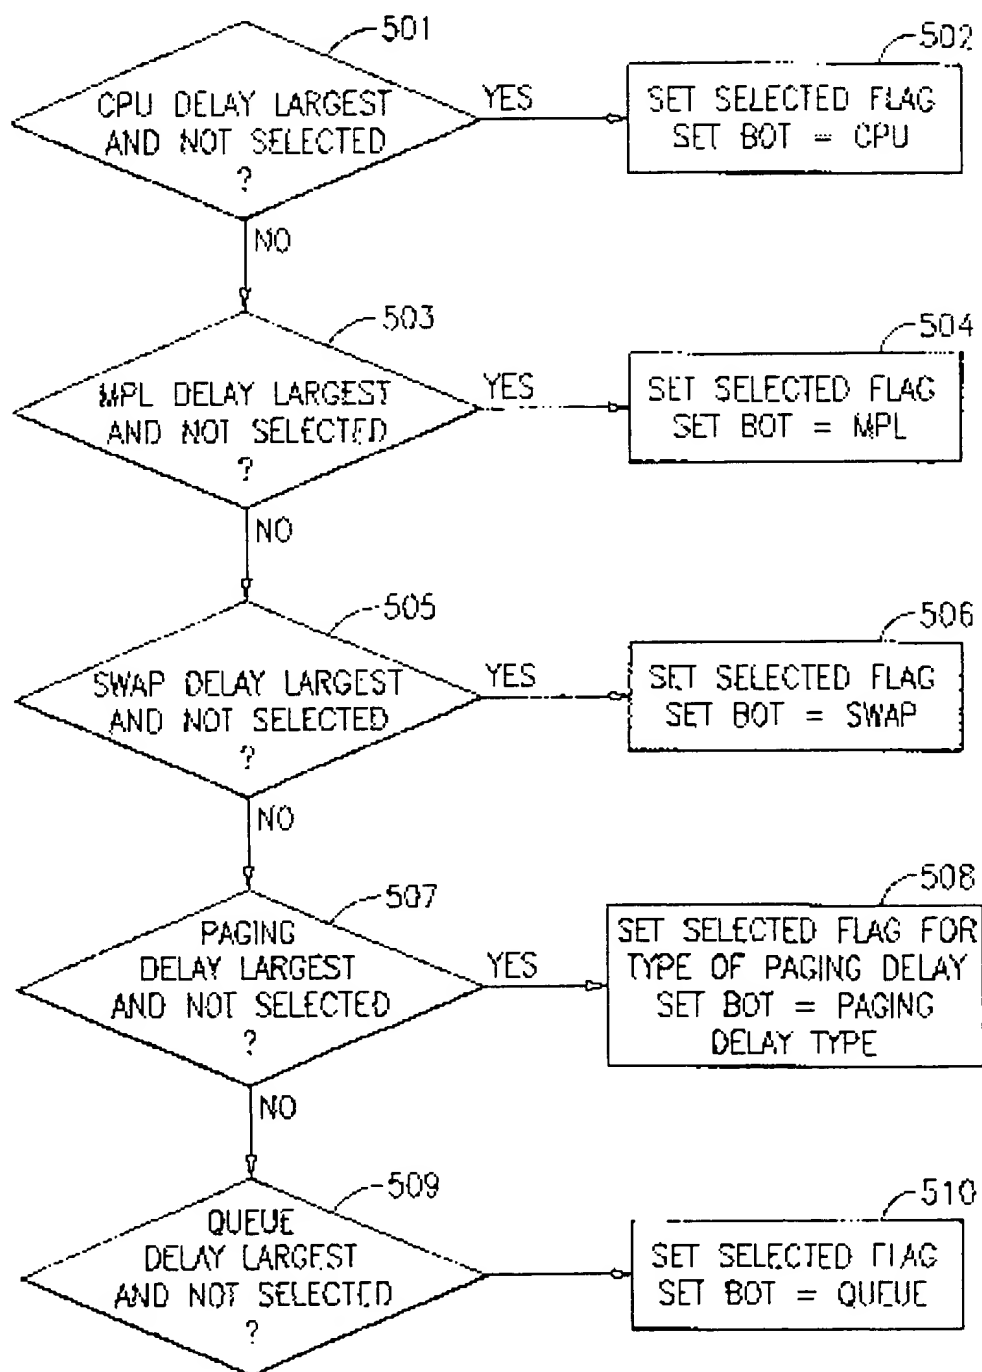 501
CPU DELAY LARGEST
AND NOT SELECTED
?
YES
502
SET SELECTED FLAG
SET BOT = CPU
NO
503
MPL DELAY LARGEST
AND NOT SELECTED
?
YES
504
SET SELECTED FLAG
SET BOT = MPL
NO
505
SWAP DELAY LARGEST
AND NOT SELECTED
?
YES
506
SET SELECTED FLAG
SET BOT = SWAP
NO
507
PAGING
DELAY LARGEST
AND NOT SELECTED
?
YES
508
SET SELECTED FLAG FOR
TYPE OF PAGING DELAY
SET BOT = PAGING
DELAY TYPE
NO
509
QUEUE
DELAY LARGEST
AND NOT SELECTED
?
510
SET SELECTED FLAG
SET BOT = QUEUE